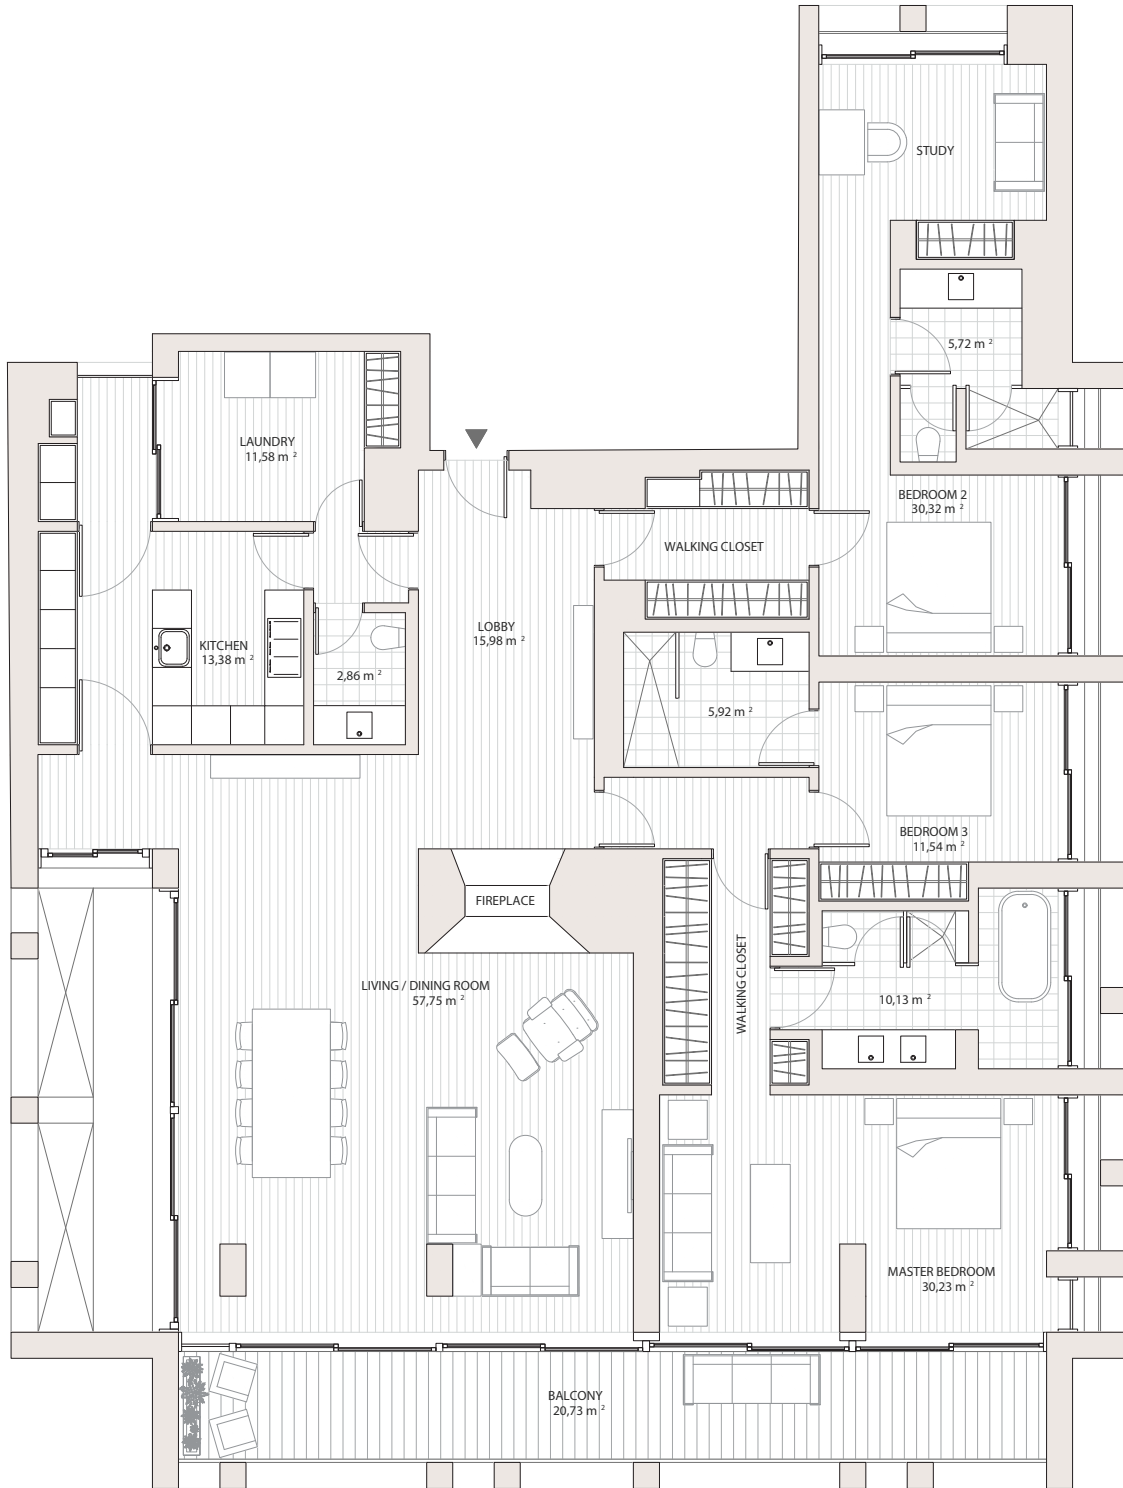 STUDY
5,72 m ²
LAUNDRY
11,58 m ²
BEDROOM 2
30,32 m ²
WALKING CLOSET
LOBBY
15,98 m ²
KITCHEN
13,38 m ²
2,86 m ²
5,92 m ²
BEDROOM 3
11,54 m ²
FIREPLACE
WALKING CLOSET
LIVING / DINING ROOM
57,75 m ²
10,13 m ²
MASTER BEDROOM
30,23 m ²
BALCONY
20,73 m ²